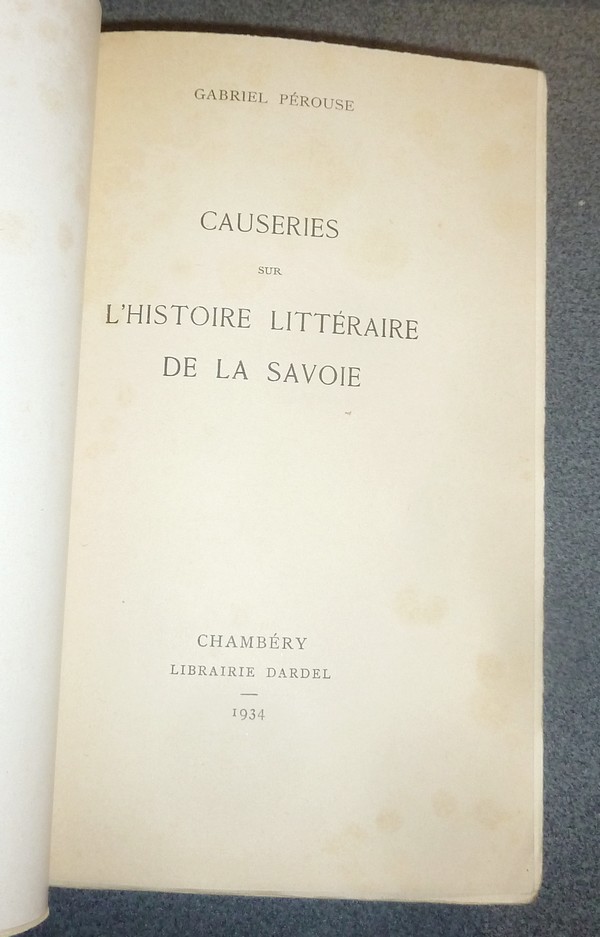 GABRIEL PÉROUSE
CAUSERIES
SUR
L'HISTOIRE LITTÉRAIRE
DE LA SAVOIE
CHAMBÉRY
LIBRAIRIE DARDEL
1934